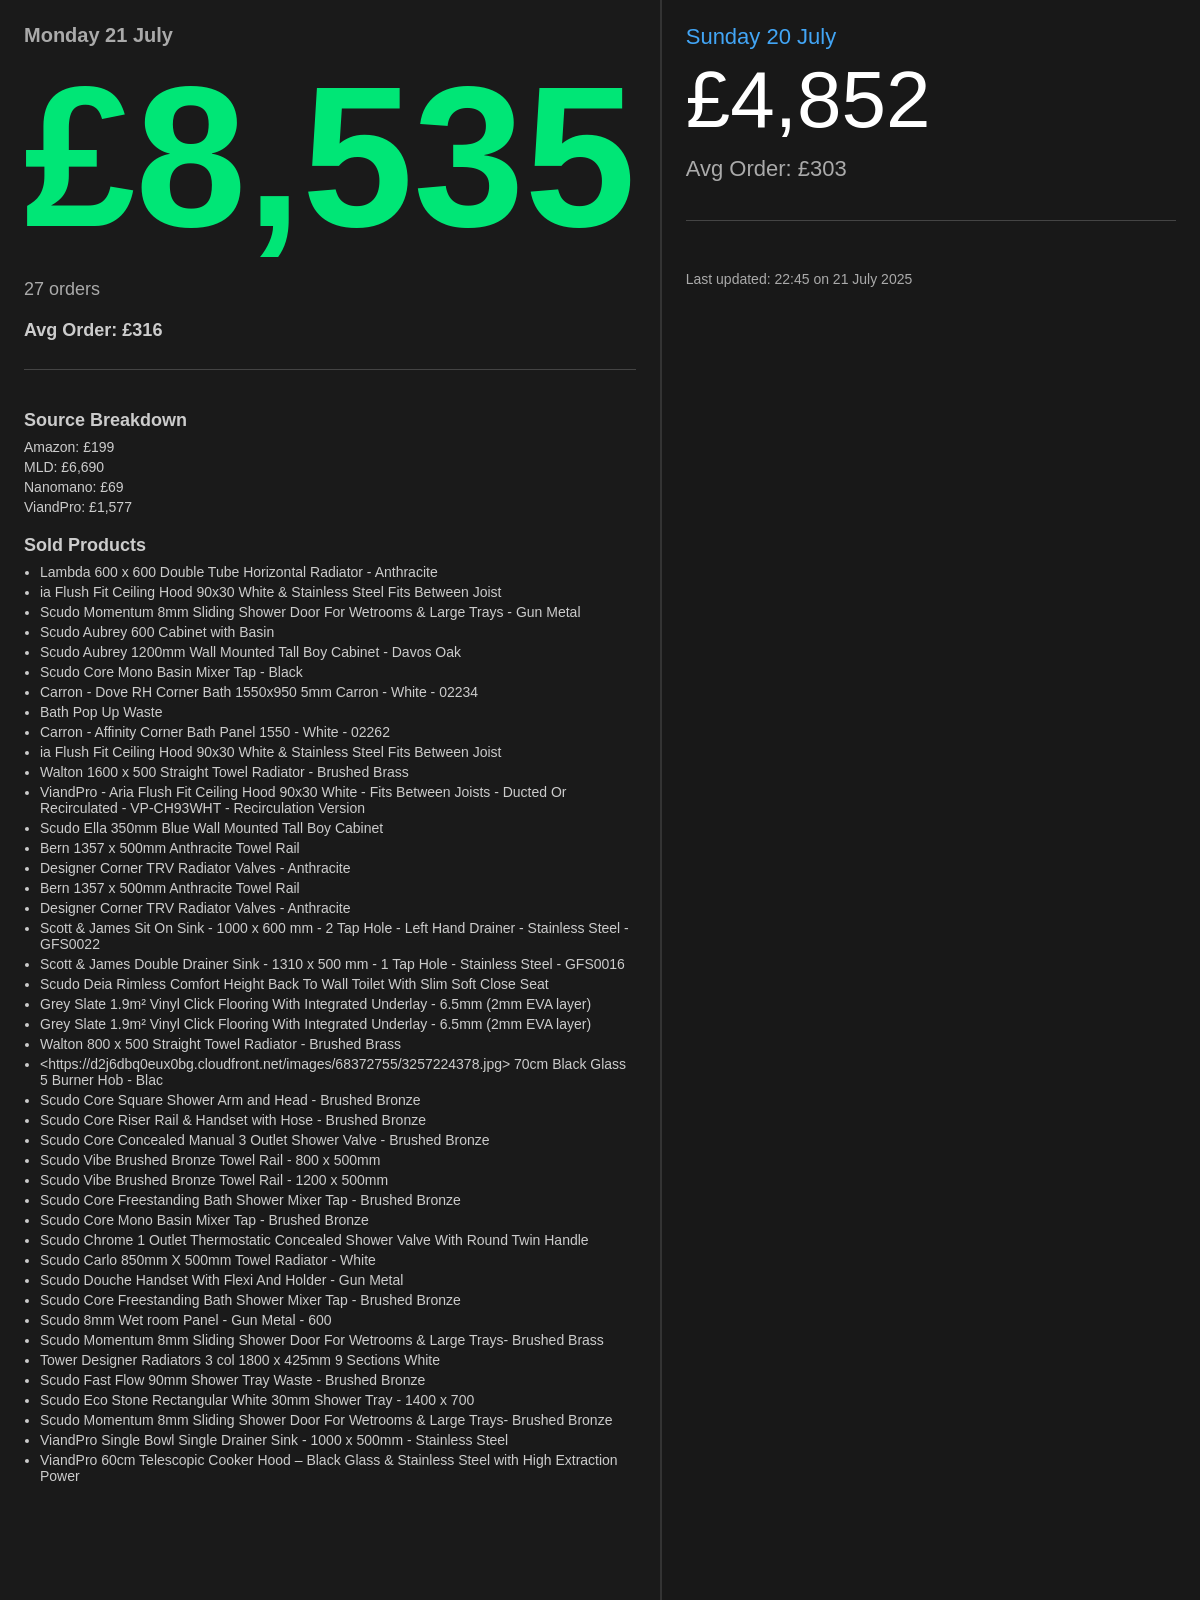 Monday 21 July
£8,535
27 orders
Avg Order: £316
Source Breakdown
Amazon: £199
MLD: £6,690
Nanomano: £69
ViandPro: £1,577
Sold Products
• Lambda 600 x 600 Double Tube Horizontal Radiator - Anthracite
• ia Flush Fit Ceiling Hood 90x30 White & Stainless Steel Fits Between Joist
• Scudo Momentum 8mm Sliding Shower Door For Wetrooms & Large Trays - Gun Metal
• Scudo Aubrey 600 Cabinet with Basin
• Scudo Aubrey 1200mm Wall Mounted Tall Boy Cabinet - Davos Oak
• Scudo Core Mono Basin Mixer Tap - Black
• Carron - Dove RH Corner Bath 1550x950 5mm Carron - White - 02234
• Bath Pop Up Waste
• Carron - Affinity Corner Bath Panel 1550 - White - 02262
• ia Flush Fit Ceiling Hood 90x30 White & Stainless Steel Fits Between Joist
• Walton 1600 x 500 Straight Towel Radiator - Brushed Brass
• ViandPro - Aria Flush Fit Ceiling Hood 90x30 White - Fits Between Joists - Ducted Or
Recirculated - VP-CH93WHT - Recirculation Version
• Scudo Ella 350mm Blue Wall Mounted Tall Boy Cabinet
• Bern 1357 x 500mm Anthracite Towel Rail
• Designer Corner TRV Radiator Valves - Anthracite
• Bern 1357 x 500mm Anthracite Towel Rail
• Designer Corner TRV Radiator Valves - Anthracite
• Scott & James Sit On Sink - 1000 x 600 mm - 2 Tap Hole - Left Hand Drainer - Stainless Steel -
GFS0022
• Scott & James Double Drainer Sink - 1310 x 500 mm - 1 Tap Hole - Stainless Steel - GFS0016
• Scudo Deia Rimless Comfort Height Back To Wall Toilet With Slim Soft Close Seat
• Grey Slate 1.9m² Vinyl Click Flooring With Integrated Underlay - 6.5mm (2mm EVA layer)
• Grey Slate 1.9m² Vinyl Click Flooring With Integrated Underlay - 6.5mm (2mm EVA layer)
• Walton 800 x 500 Straight Towel Radiator - Brushed Brass
• <https://d2j6dbq0eux0bg.cloudfront.net/images/68372755/3257224378.jpg> 70cm Black Glass
5 Burner Hob - Blac
• Scudo Core Square Shower Arm and Head - Brushed Bronze
• Scudo Core Riser Rail & Handset with Hose - Brushed Bronze
• Scudo Core Concealed Manual 3 Outlet Shower Valve - Brushed Bronze
• Scudo Vibe Brushed Bronze Towel Rail - 800 x 500mm
• Scudo Vibe Brushed Bronze Towel Rail - 1200 x 500mm
• Scudo Core Freestanding Bath Shower Mixer Tap - Brushed Bronze
• Scudo Core Mono Basin Mixer Tap - Brushed Bronze
• Scudo Chrome 1 Outlet Thermostatic Concealed Shower Valve With Round Twin Handle
• Scudo Carlo 850mm X 500mm Towel Radiator - White
• Scudo Douche Handset With Flexi And Holder - Gun Metal
• Scudo Core Freestanding Bath Shower Mixer Tap - Brushed Bronze
• Scudo 8mm Wet room Panel - Gun Metal - 600
• Scudo Momentum 8mm Sliding Shower Door For Wetrooms & Large Trays- Brushed Brass
• Tower Designer Radiators 3 col 1800 x 425mm 9 Sections White
• Scudo Fast Flow 90mm Shower Tray Waste - Brushed Bronze
• Scudo Eco Stone Rectangular White 30mm Shower Tray - 1400 x 700
• Scudo Momentum 8mm Sliding Shower Door For Wetrooms & Large Trays- Brushed Bronze
• ViandPro Single Bowl Single Drainer Sink - 1000 x 500mm - Stainless Steel
• ViandPro 60cm Telescopic Cooker Hood – Black Glass & Stainless Steel with High Extraction
Power
Sunday 20 July
£4,852
Avg Order: £303
Last updated: 22:45 on 21 July 2025